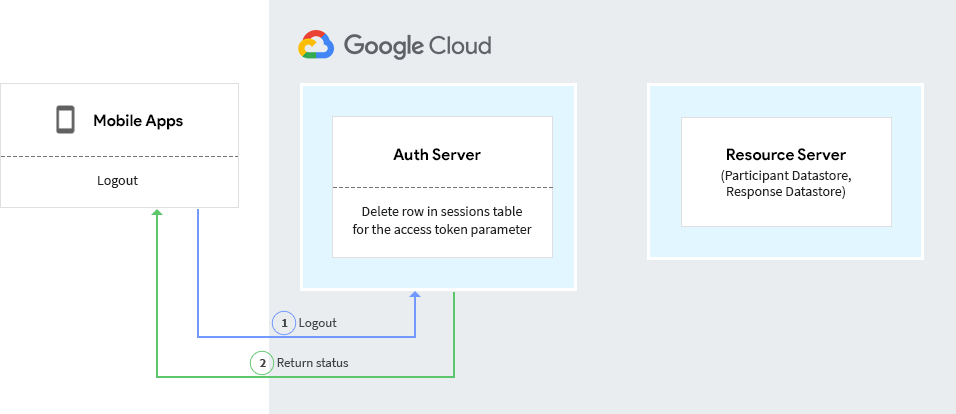 Google Cloud
Mobile Apps
Logout
Auth Server
Delete row in sessions table
for the access token parameter
Resource Server
(Participant Datastore,
Response Datastore)
1 Logout
2 Return status